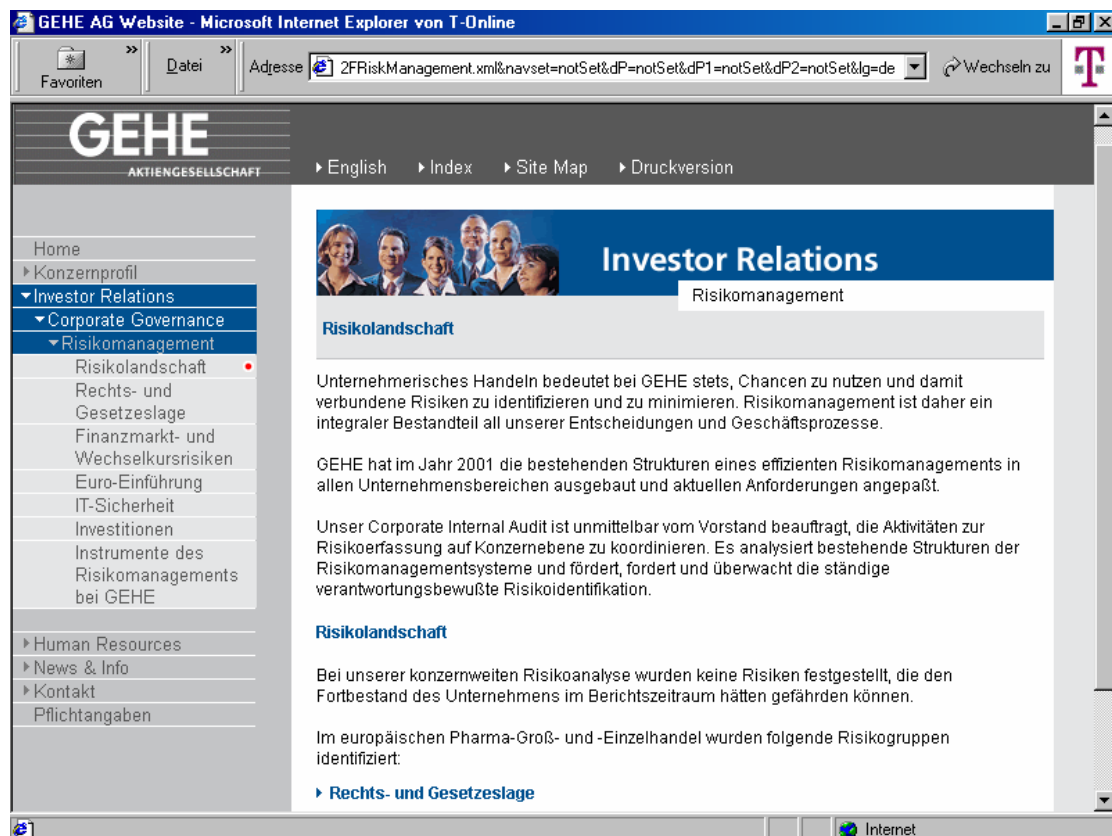 GEHE AG Website - Microsoft Internet Explorer von T-Online
Favoriten
»
Datei
»
Adresse
2FRiskManagement.xml&navset=notSet&dP=notSet&dP1=notSet&dP2=notSet&lg=de
Wechseln zu
T
GEHE
AKTIENGESELLSCHAFT
English
Index
Site Map
Druckversion
Home
Konzernprofil
Investor Relations
Corporate Governance
Risikomanagement
Risikolandschaft
Rechts- und
Gesetzeslage
Finanzmarkt- und
Wechselkursrisiken
Euro-Einführung
IT-Sicherheit
Investitionen
Instrumente des
Risikomanagements
bei GEHE
Human Resources
News & Info
Kontakt
Pflichtangaben
Investor Relations
Risikomanagement
Risikolandschaft
Unternehmerisches Handeln bedeutet bei GEHE stets, Chancen zu nutzen und damit
verbundene Risiken zu identifizieren und zu minimieren. Risikomanagement ist daher ein
integraler Bestandteil all unserer Entscheidungen und Geschäftsprozesse.
GEHE hat im Jahr 2001 die bestehenden Strukturen eines effizienten Risikomanagements in
allen Unternehmensbereichen ausgebaut und aktuellen Anforderungen angepaßt.
Unser Corporate Internal Audit ist unmittelbar vom Vorstand beauftragt, die Aktivitäten zur
Risikoerfassung auf Konzernebene zu koordinieren. Es analysiert bestehende Strukturen der
Risikomanagementsysteme und fördert, fordert und überwacht die ständige
verantwortungsbewußte Risikoidentifikation.
Risikolandschaft
Bei unserer konzernweiten Risikoanalyse wurden keine Risiken festgestellt, die den
Fortbestand des Unternehmens im Berichtszeitraum hätten gefährden können.
Im europäischen Pharma-Groß- und -Einzelhandel wurden folgende Risikogruppen
identifiziert:
Rechts- und Gesetzeslage
Internet